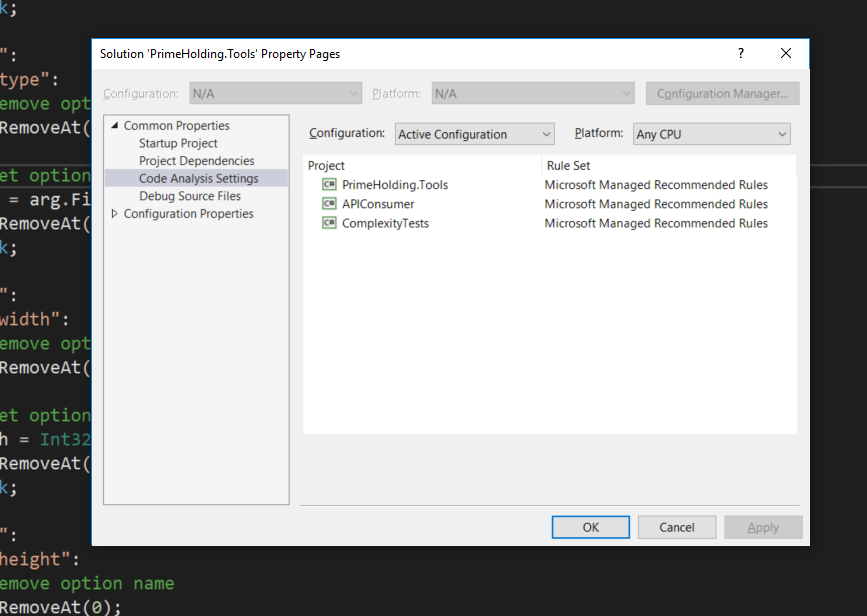 k;
Solution 'PrimeHolding.Tools' Property Pages
?
":
type":
Configuration: N/A Platform: N/A Configuration Manager...
emove opt
RemoveAt(
Common Properties
Startup Project
Project Dependencies
Code Analysis Settings
Debug Source Files
Configuration Properties
Configuration: Active Configuration Platform: Any CPU
Project Rule Set
PrimeHolding.Tools Microsoft Managed Recommended Rules
APIConsumer Microsoft Managed Recommended Rules
ComplexityTests Microsoft Managed Recommended Rules
et option
= arg.Fi
RemoveAt(
k;
":
width":
emove opt
RemoveAt(
et option
h = Int32
RemoveAt(
k;
OK Cancel Apply
":
height":
emove option name
RemoveAt(0);